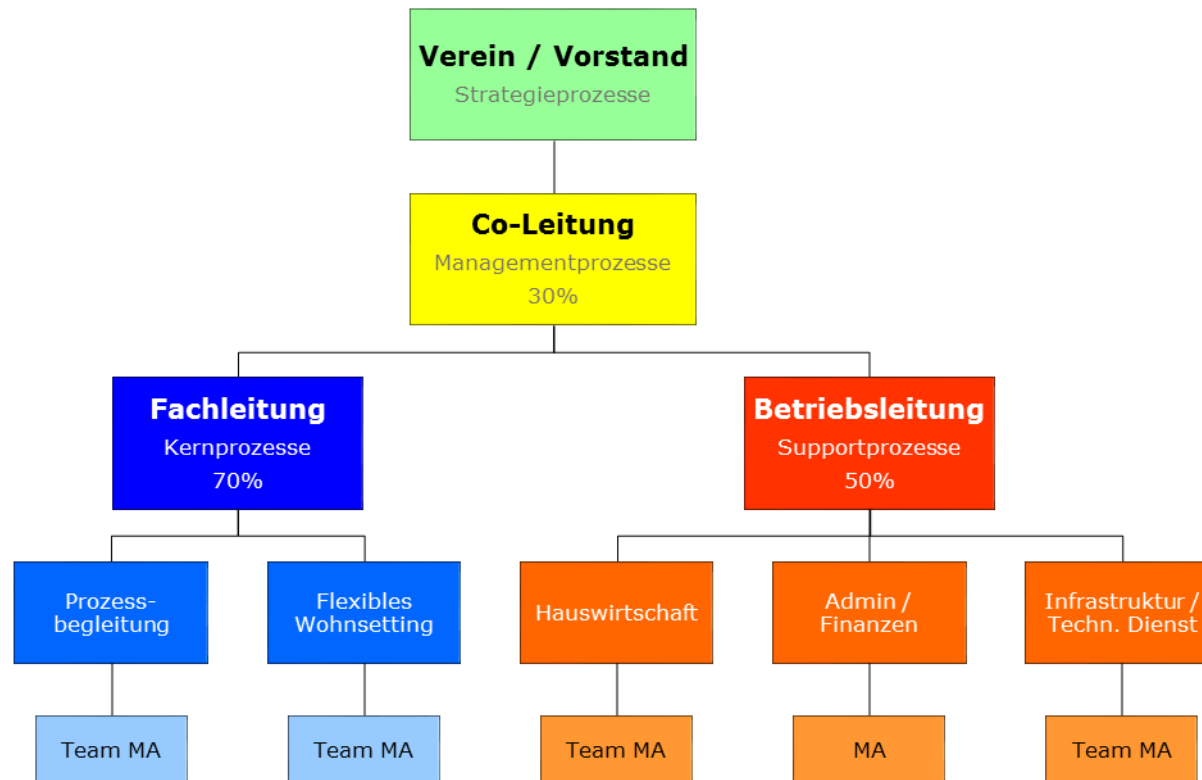 Verein / Vorstand
Strategieprozesse
Co-Leitung
Managementprozesse
30%
Fachleitung
Kernprozesse
70%
Betriebsleitung
Supportprozesse
50%
Prozess-
begleitung
Flexibles
Wohnsetting
Hauswirtschaft
Admin /
Finanzen
Infrastruktur /
Techn. Dienst
Team MA
Team MA
Team MA
MA
Team MA